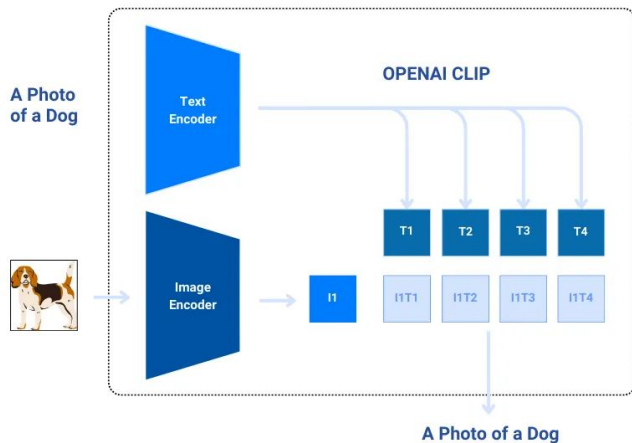 OPENAI CLIP
A Photo
of a Dog
Text
Encoder
T1 T2 T3 T4
Image
Encoder
I1
I1T1 I1T2 I1T3 I1T4
A Photo of a Dog